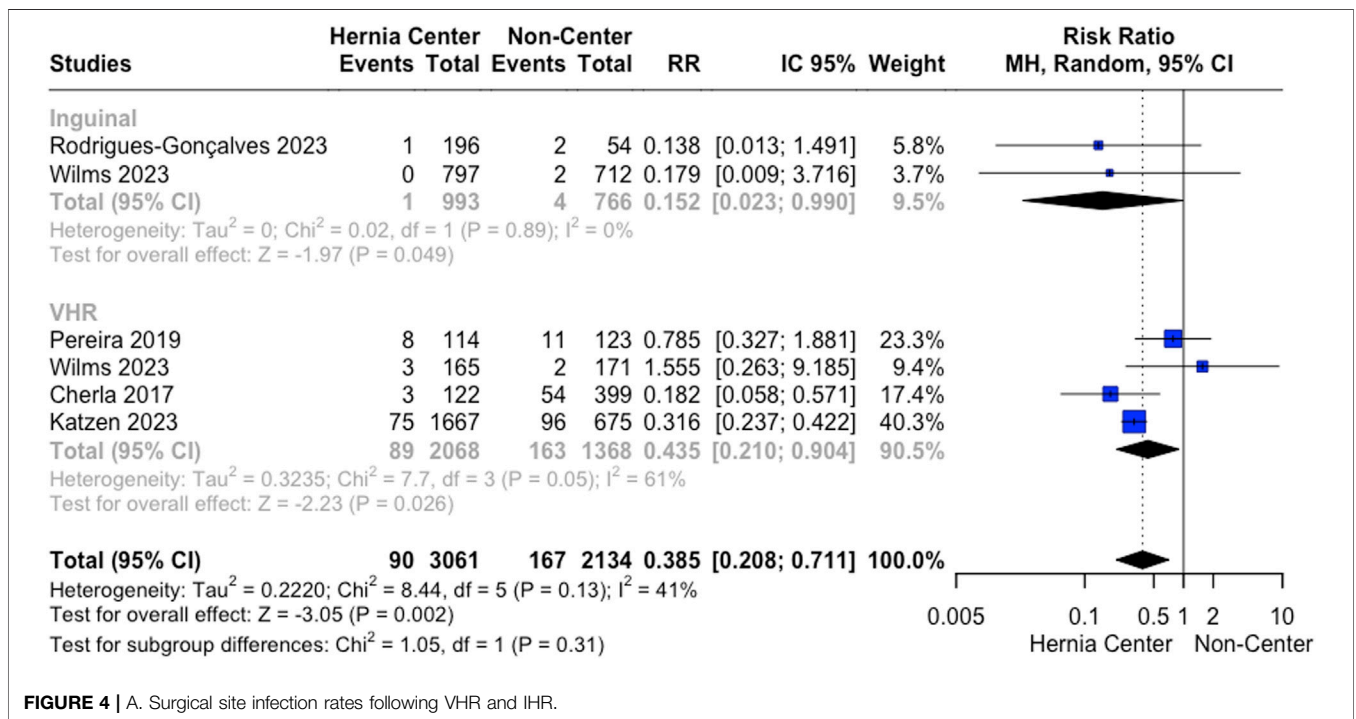 Hernia Center Non-Center Risk Ratio
Studies Events Total Events Total RR IC 95% Weight MH, Random, 95% CI
Inguinal
Rodrigues-Gonçalves 2023 1 196 2 54 0.138 [0.013; 1.491] 5.8%
Wilms 2023 0 797 2 712 0.179 [0.009; 3.716] 3.7%
Total (95% CI) 1 993 4 766 0.152 [0.023; 0.990] 9.5%
Heterogeneity: Tau² = 0; Chi² = 0.02, df = 1 (P = 0.89); I² = 0%
Test for overall effect: Z = -1.97 (P = 0.049)
VHR
Pereira 2019 8 114 11 123 0.785 [0.327; 1.881] 23.3%
Wilms 2023 3 165 2 171 1.555 [0.263; 9.185] 9.4%
Cherla 2017 3 122 54 399 0.182 [0.058; 0.571] 17.4%
Katzen 2023 75 1667 96 675 0.316 [0.237; 0.422] 40.3%
Total (95% CI) 89 2068 163 1368 0.435 [0.210; 0.904] 90.5%
Heterogeneity: Tau² = 0.3235; Chi² = 7.7, df = 3 (P = 0.05); I² = 61%
Test for overall effect: Z = -2.23 (P = 0.026)
Total (95% CI) 90 3061 167 2134 0.385 [0.208; 0.711] 100.0%
Heterogeneity: Tau² = 0.2220; Chi² = 8.44, df = 5 (P = 0.13); I² = 41%
Test for overall effect: Z = -3.05 (P = 0.002)
0.005 0.1 0.5 1 2 10
Test for subgroup differences: Chi² = 1.05, df = 1 (P = 0.31) Hernia Center Non-Center
FIGURE 4 | A. Surgical site infection rates following VHR and IHR.